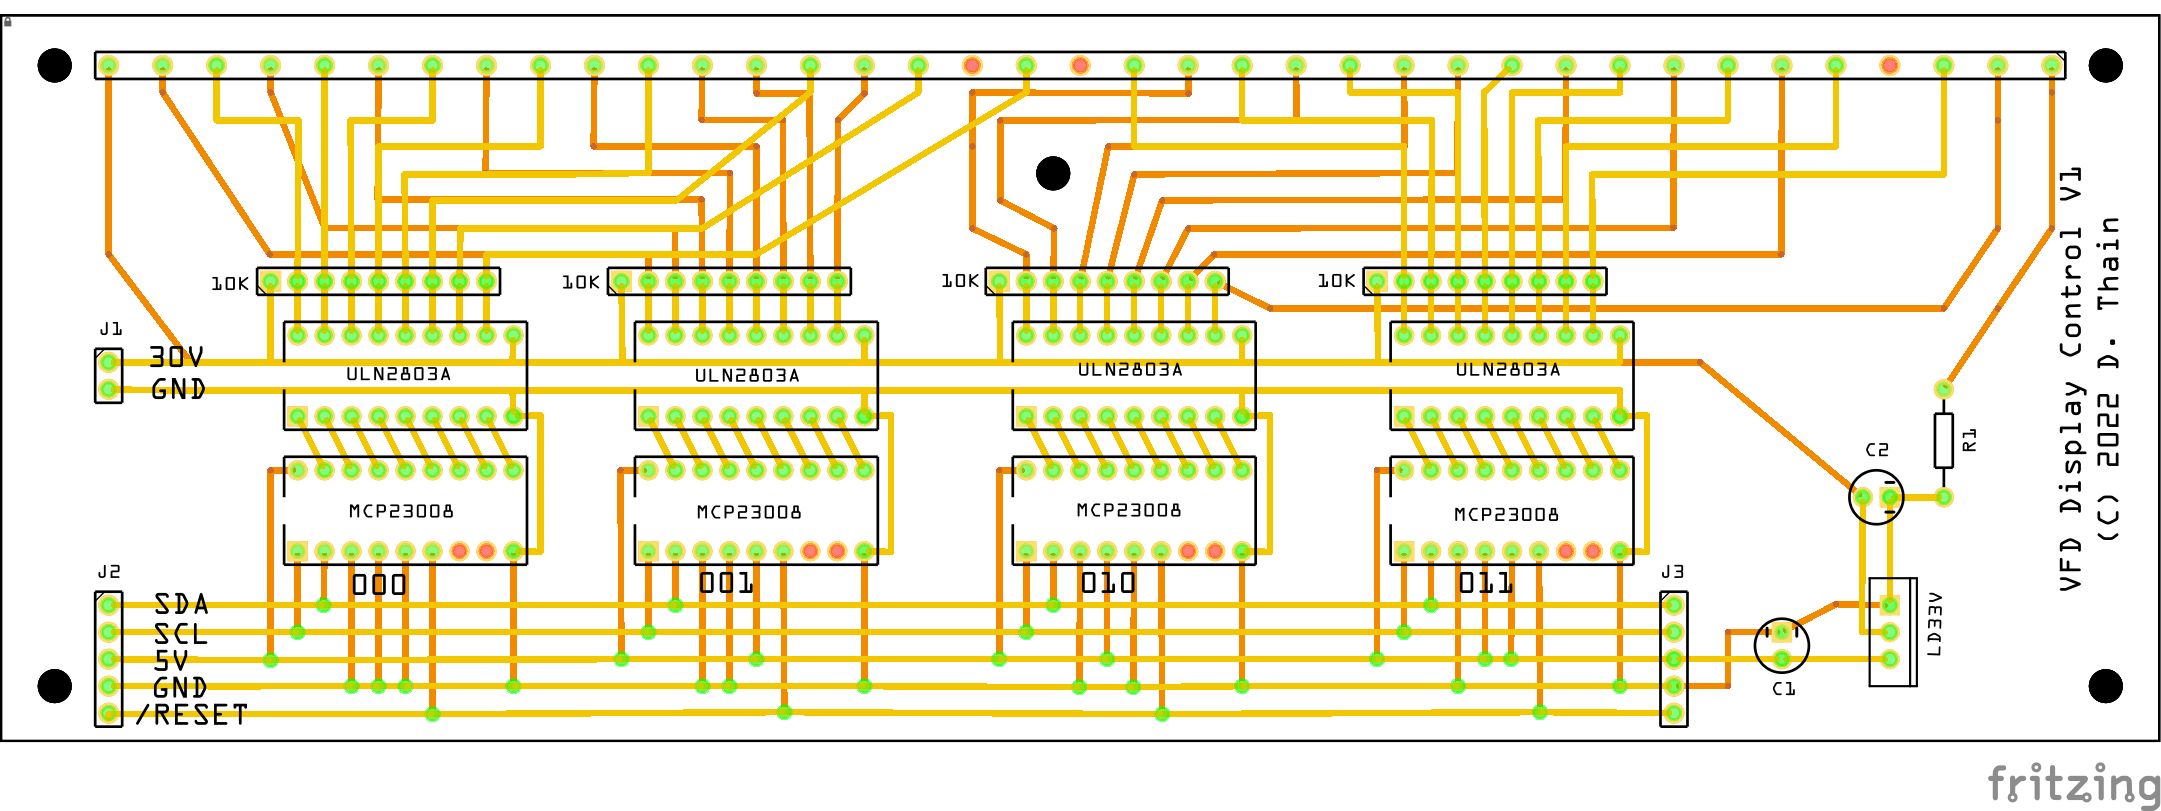 10K
10K
10K
10K
J1
30V
GND
ULN2803A
ULN2803A
ULN2803A
ULN2803A
C2
R1
MCP23008
MCP23008
MCP23008
MCP23008
000
001
010
011
J2
SDA
SCL
5V
GND
/RESET
J3
C1
LD33V
VFD Display Control V1
(C) 2022 D. Thain
fritzing